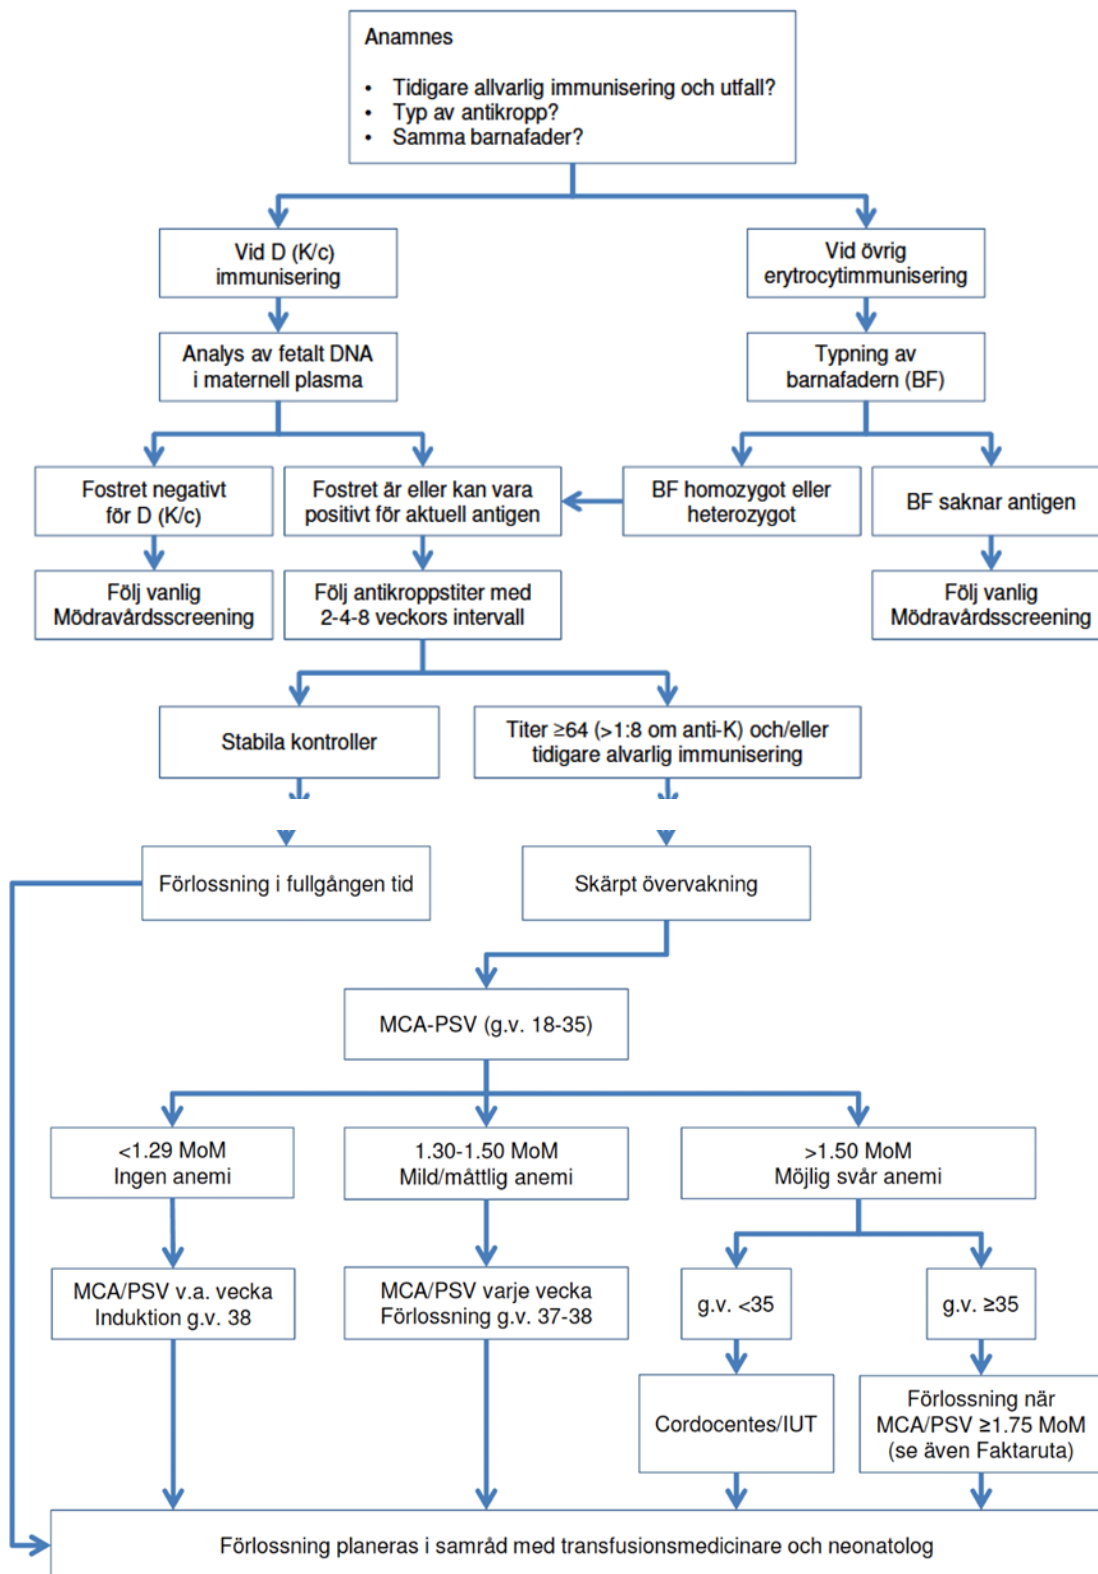 Anamnes
• Tidigare allvarlig immunisering och utfall?
• Typ av antikropp?
• Samma barnafader?
Vid D (K/c)
immunisering
Vid övrig
erytrocytimmunisering
Analys av fetalt DNA
i maternell plasma
Typning av
barnafadern (BF)
Fostret negativt
för D (K/c)
Fostret är eller kan vara
positivt för aktuell antigen
BF homozygot eller
heterozygot
BF saknar antigen
Följ vanlig
Mödravårdsscreening
Följ antikroppstiter med
2-4-8 veckors intervall
Följ vanlig
Mödravårdsscreening
Stabila kontroller
Titer ≥64 (>1:8 om anti-K) och/eller
tidigare alvarlig immunisering
Förlossning i fullgången tid
Skärpt övervakning
MCA-PSV (g.v. 18-35)
<1.29 MoM
Ingen anemi
1.30-1.50 MoM
Mild/måttlig anemi
>1.50 MoM
Möjlig svår anemi
MCA/PSV v.a. vecka
Induktion g.v. 38
MCA/PSV varje vecka
Förlossning g.v. 37-38
g.v. <35
g.v. ≥35
Cordocentes/IUT
Förlossning när
MCA/PSV ≥1.75 MoM
(se även Faktaruta)
Förlossning planeras i samråd med transfusionsmedicinare och neonatolog